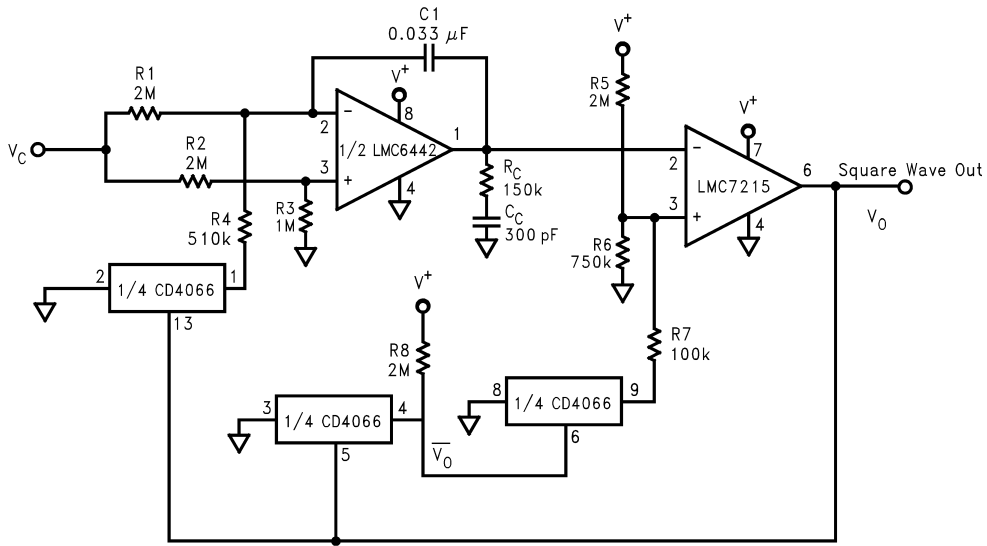 C1
0.033 μF
V+
R5
2M
V+
R1
2M
V+
8
2
−
VC
R2
2M
1/2 LMC6442
1
3
+
4
RC
150k
CC
300 pF
2
−
7
LMC7215
6
Square Wave Out
VO
3
+
4
R3
1M
R4
510k
R6
750k
2
1/4 CD4066
1
13
V+
R8
2M
R7
100k
3
1/4 CD4066
4
5
V̅O̅
8
1/4 CD4066
9
6